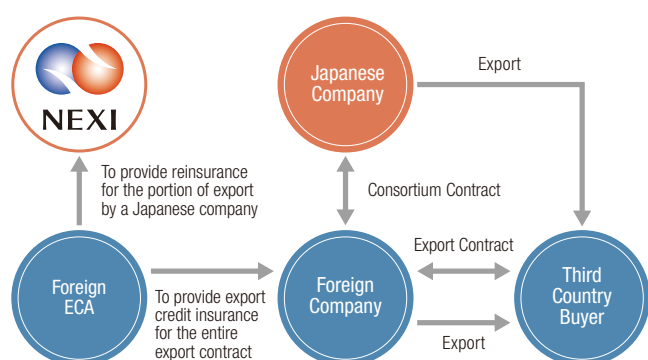 NEXI
Japanese
Company
Export
To provide reinsurance
for the portion of export
by a Japanese company
Consortium Contract
Foreign
ECA
To provide export
credit insurance
for the entire
export contract
Foreign
Company
Export Contract
Export
Third
Country
Buyer